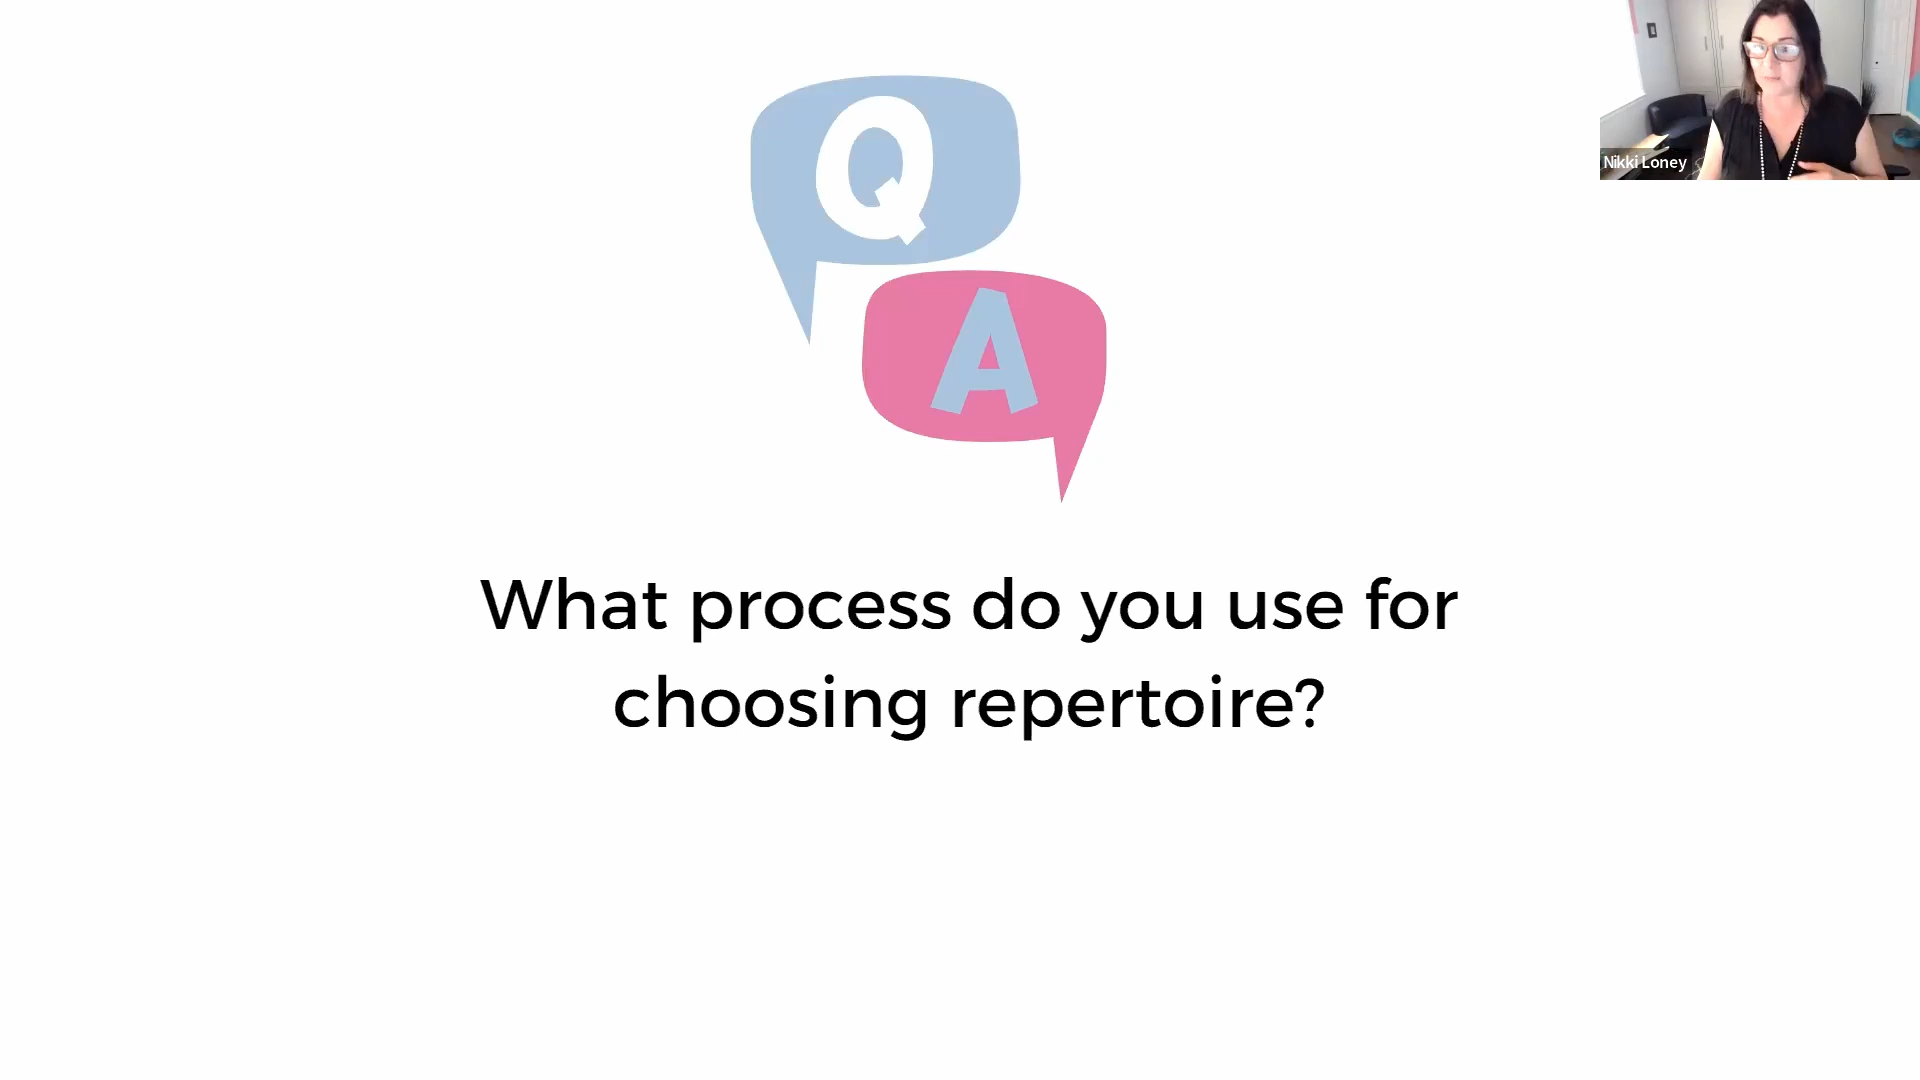 Q
A
Nikki Loney
What process do you use for
choosing repertoire?